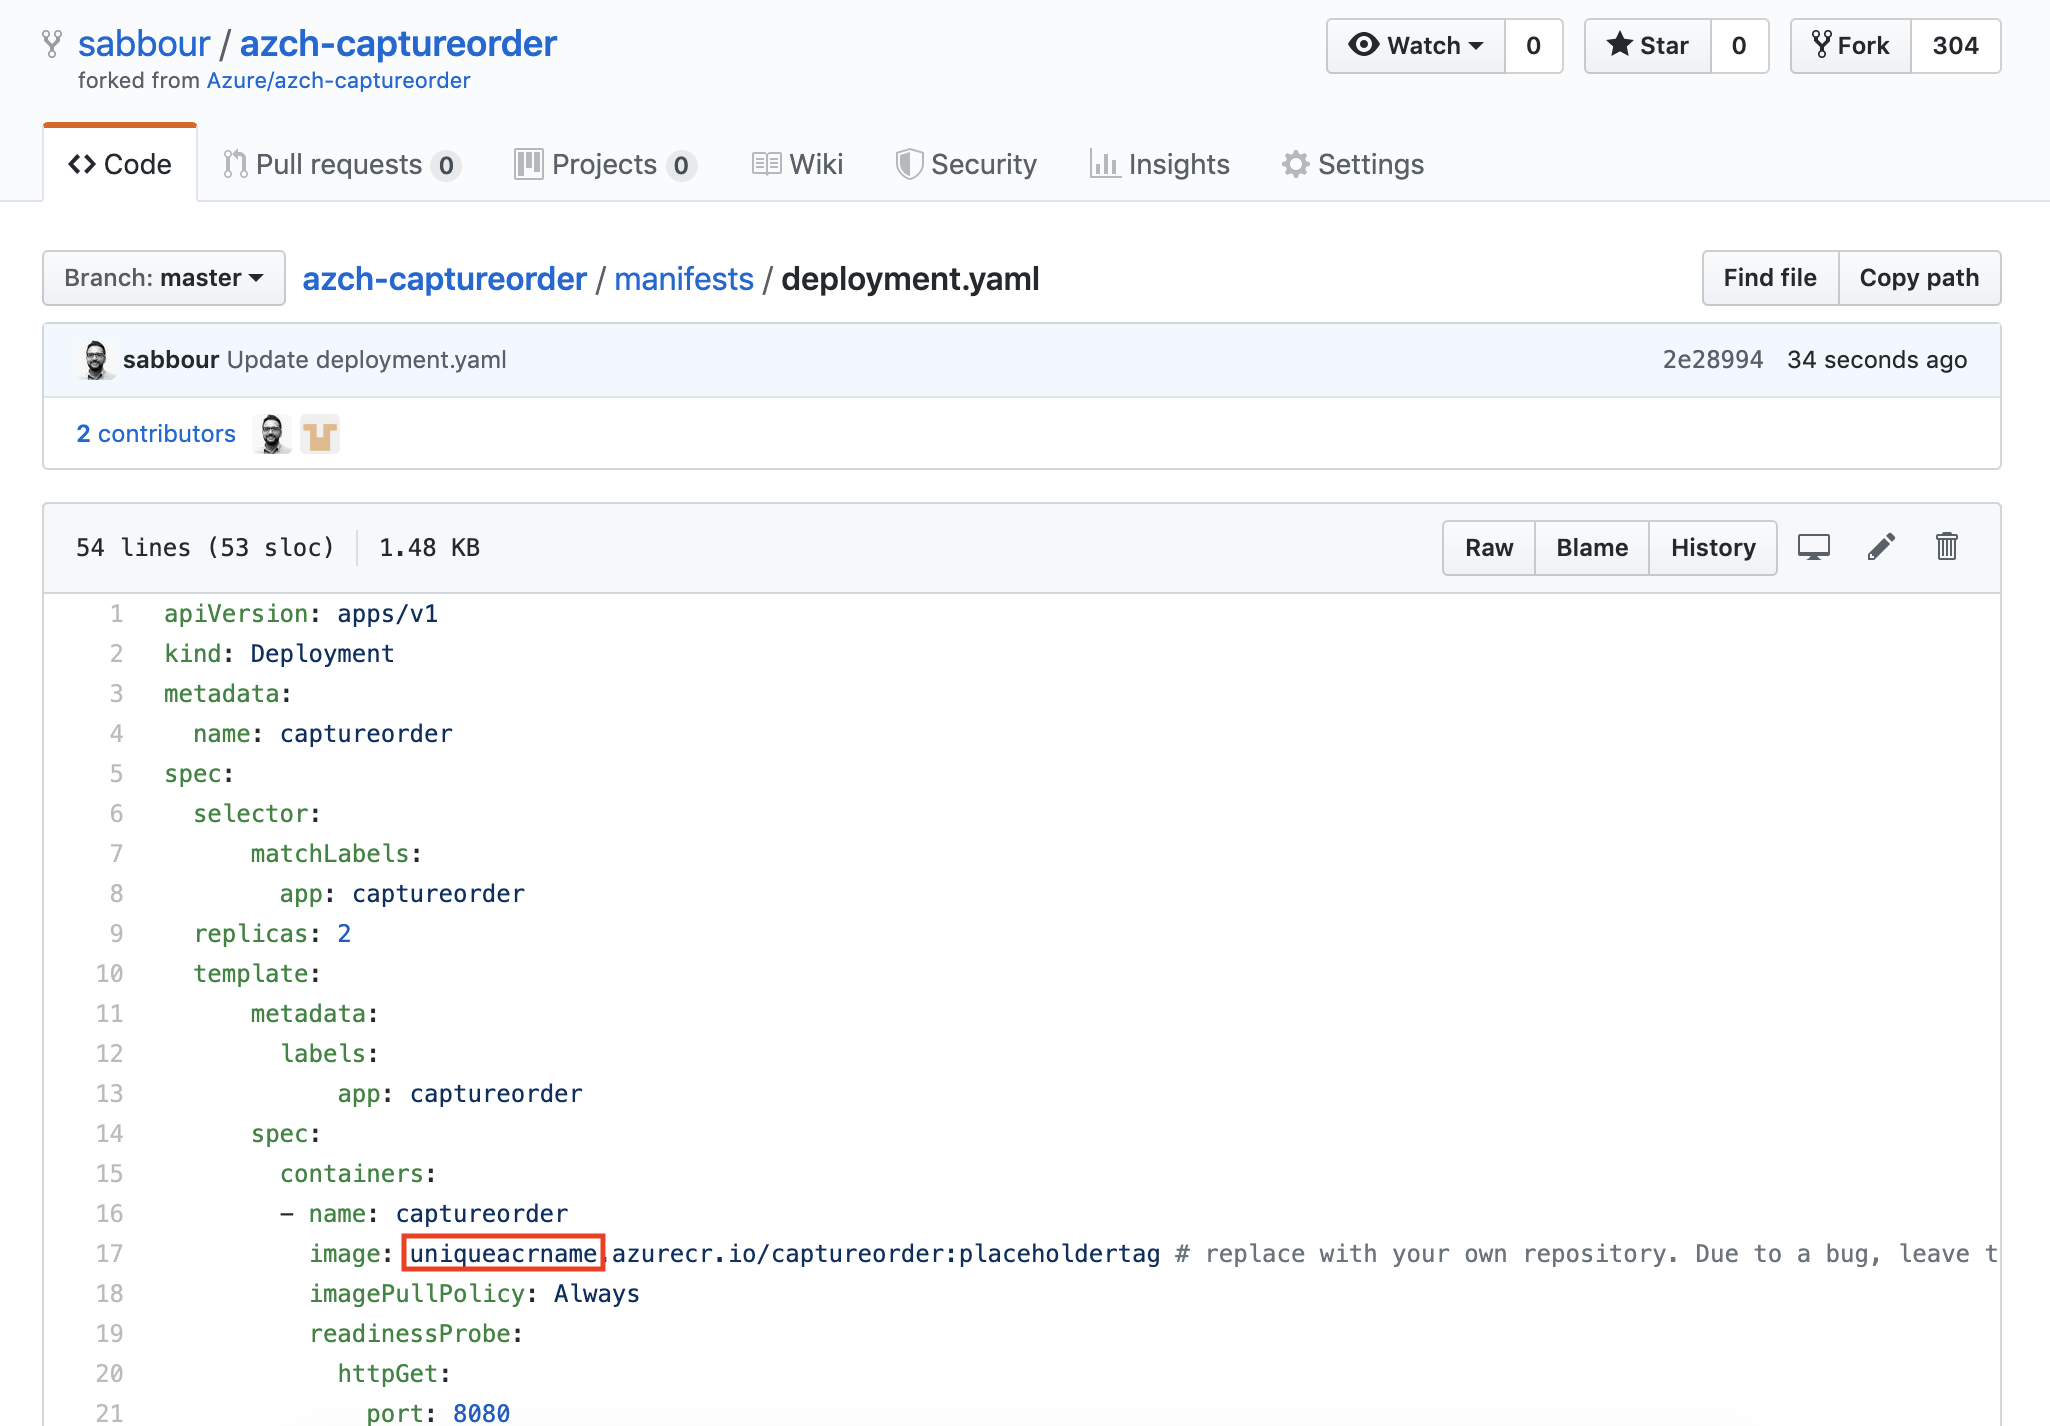 sabbour / azch-captureorder
forked from Azure/azch-captureorder
Watch 0 Star 0 Fork 304
Code Pull requests 0 Projects 0 Wiki Security Insights Settings
Branch: master azch-captureorder / manifests / deployment.yaml Find file Copy path
sabbour Update deployment.yaml 2e28994 34 seconds ago
2 contributors
54 lines (53 sloc) 1.48 KB Raw Blame History
1 apiVersion: apps/v1
2 kind: Deployment
3 metadata:
4 name: captureorder
5 spec:
6 selector:
7 matchLabels:
8 app: captureorder
9 replicas: 2
10 template:
11 metadata:
12 labels:
13 app: captureorder
14 spec:
15 containers:
16 - name: captureorder
17 image: uniqueacrname.azurecr.io/captureorder:placeholdertag # replace with your own repository. Due to a bug, leave t
18 imagePullPolicy: Always
19 readinessProbe:
20 httpGet:
21 port: 8080